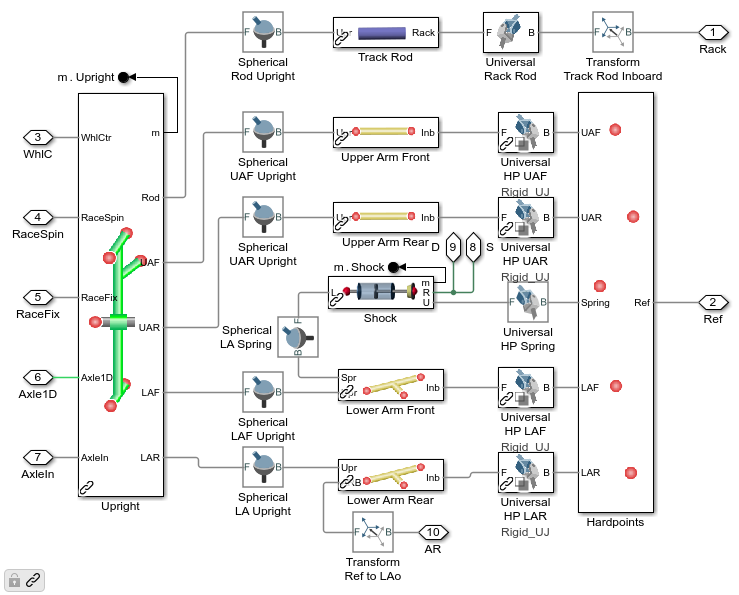 F
B
Spherical
Rod Upright
Rack
Track Rod
F
B
Universal
Rack Rod
F
B
Transform
Track Rod Inboard
1
Rack
m . Upright
WhlCtr
m
3
WhlC
Rod
RaceSpin
4
RaceSpin
UAF
RaceFix
5
RaceFix
UAR
Axle1D
6
Axle1D
LAF
AxleIn
7
AxleIn
LAR
Upright
F
B
Spherical
UAF Upright
Inb
Upper Arm Front
F
B
Universal
HP UAF
Rigid_UJ
F
B
Spherical
UAR Upright
Inb
Upper Arm Rear
D
9
8
S
F
B
Universal
HP UAR
Rigid_UJ
m . Shock
L
m
R
U
Shock
F
B
Spherical
LA Spring
F
B
Universal
HP Spring
F
B
Spherical
LAF Upright
Spr
Inb
Lower Arm Front
F
B
Universal
HP LAF
Rigid_UJ
F
B
Spherical
LA Upright
Upr
B
Inb
Lower Arm Rear
F
B
Universal
HP LAR
Rigid_UJ
F
B
Transform
Ref to LAo
10
AR
UAF
UAR
Spring
Ref
LAF
LAR
Hardpoints
2
Ref